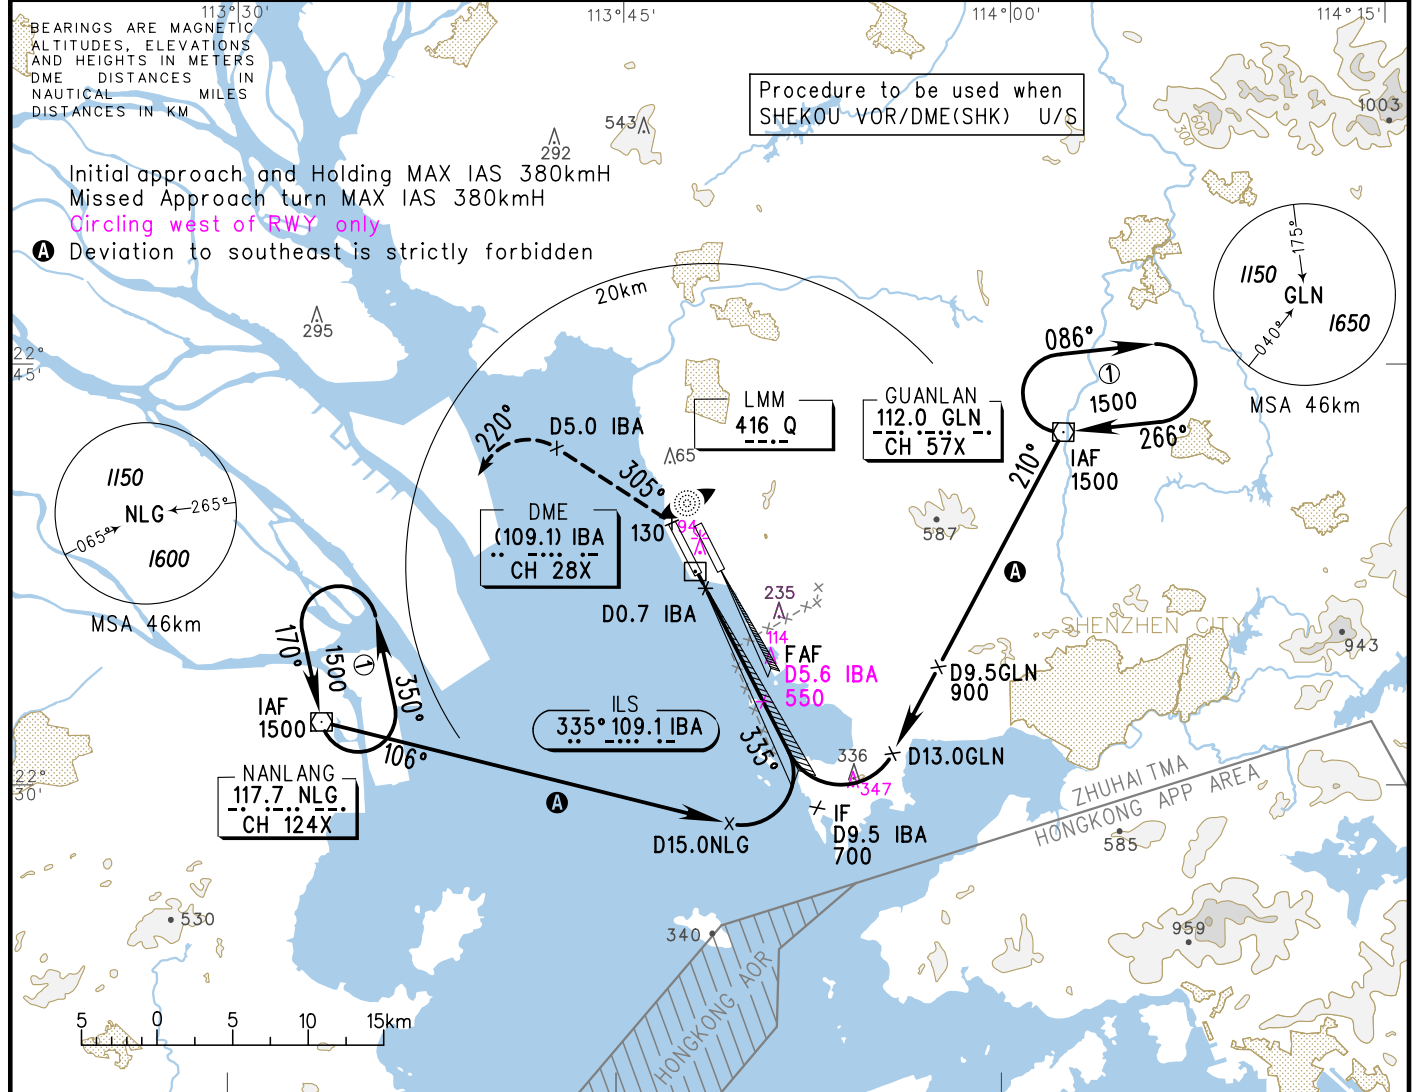 113°30'
113°45'
114°00'
114°15'
BEARINGS ARE MAGNETIC
ALTITUDES, ELEVATIONS
AND HEIGHTS IN METERS
DME DISTANCES IN
NAUTICAL MILES
DISTANCES IN KM
Procedure to be used when
SHEKOU VOR/DME(SHK) U/S
1003
300
300
543
292
Initial approach and Holding MAX IAS 380kmH
Missed Approach turn MAX IAS 380kmH
Circling west of RWY only
A Deviation to southeast is strictly forbidden
175°
1150
GLN
1650
040°
MSA 46km
20km
295
22°
45'
086°
1
1500
266°
IAF
1500
210°
LMM
416 Q
GUANLAN
112.0 GLN
CH 57X
220°
D5.0 IBA
305°
65
1150
NLG
265°
065°
1600
MSA 46km
DME
(109.1) IBA
CH 28X
130
94
587
A
D0.7 IBA
235
114
SHENZHEN CITY
943
FAF
D5.6 IBA
550
D9.5GLN
900
170°
1500
1
350°
IAF
1500
106°
ILS
335° 109.1 IBA
335°
336
347
D13.0GLN
22°
30'
NANLANG
117.7 NLG
CH 124X
A
D15.0NLG
IF
D9.5 IBA
700
ZHUHAI TMA
HONGKONG APP AREA
585
530
340
959
HONGKONG AOR
5 0 5 10 15km